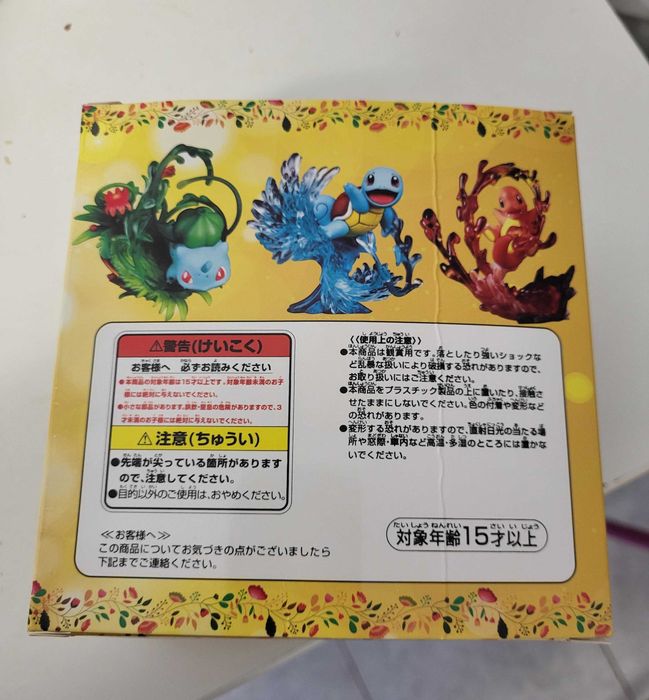 ⚠警告(けいこく)
お客様へ 必ずお読みください
●本商品の対象年齢は15才以上です。対象年齢未満のお子
様には絶対に与えないでください。
●小さな部品があります。誤飲・窒息の危険がありますので、3
才未満のお子様には絶対に与えないでください。
⚠注意(ちゅうい)
●先端が尖っている箇所があります
ので、注意してください。
●目的以外のご使用は、おやめください。
≪お客様へ≫
この商品についてお気づきの点がございましたら
下記までご連絡ください。
《使用上の注意》
●本商品は観賞用です。落としたり強いショックな
ど乱暴な扱いにより破損する恐れがありますので、
お取り扱いにはご注意ください。
●本商品をプラスチック製品の上に置いたり、接触さ
せたままにしないでください。色の付着や変形など
の恐れがあります。
●変形する恐れがありますので、直射日光の当たる場
所や窓際・車内など高温・多湿のところには置かな
いでください。
たいしょうねんれい さいいじょう
対象年齢15才以上